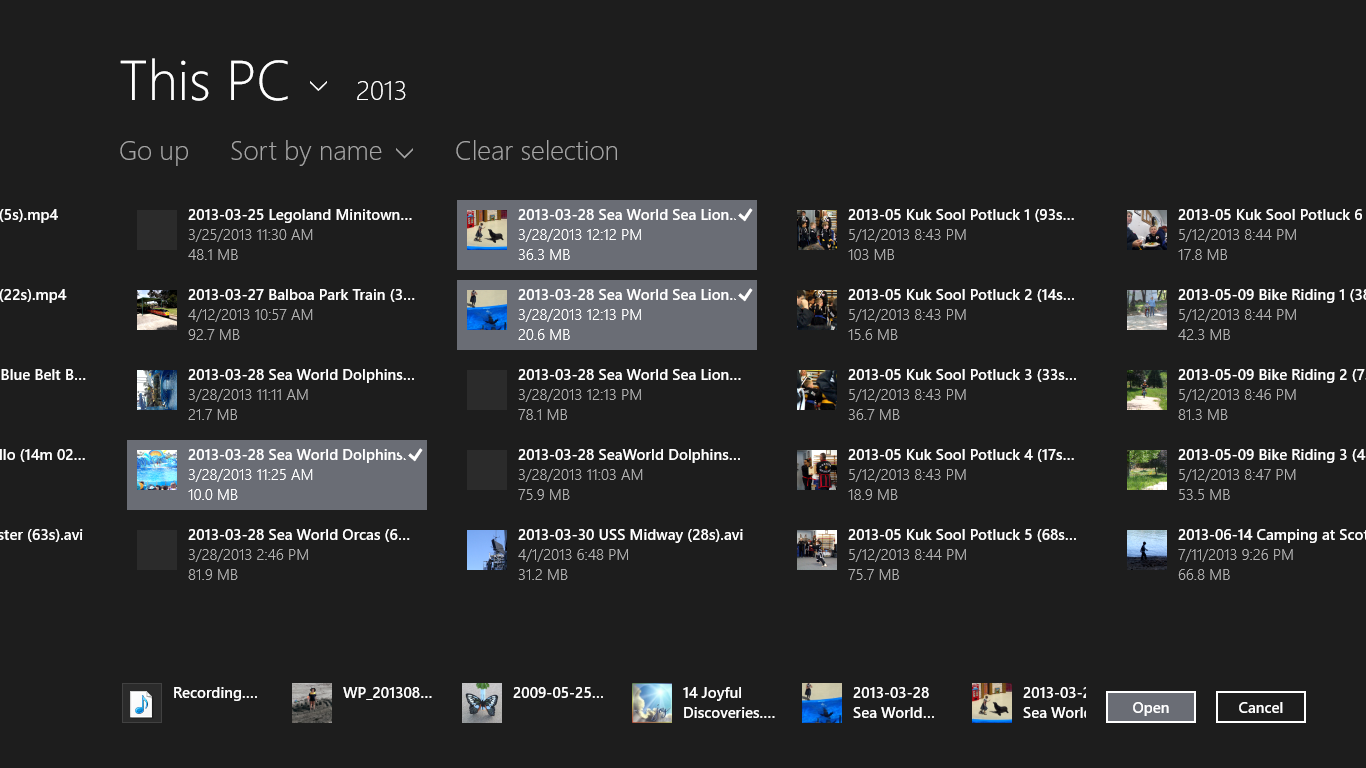 This PC 2013
Go up Sort by name Clear selection
(5s).mp4
(22s).mp4
Blue Belt B...
llo (14m 02...
ster (63s).avi
2013-03-25 Legoland Minitown...
3/25/2013 11:30 AM
48.1 MB
2013-03-27 Balboa Park Train (3...
4/12/2013 10:57 AM
92.7 MB
2013-03-28 Sea World Dolphins...
3/28/2013 11:11 AM
21.7 MB
2013-03-28 Sea World Dolphins..
3/28/2013 11:25 AM
10.0 MB
2013-03-28 Sea World Orcas (6...
3/28/2013 2:46 PM
81.9 MB
2013-03-28 Sea World Sea Lion..
3/28/2013 12:12 PM
36.3 MB
2013-03-28 Sea World Sea Lion..
3/28/2013 12:13 PM
20.6 MB
2013-03-28 Sea World Sea Lion...
3/28/2013 12:13 PM
78.1 MB
2013-03-28 SeaWorld Dolphins...
3/28/2013 11:03 AM
75.9 MB
2013-03-30 USS Midway (28s).avi
4/1/2013 6:48 PM
31.2 MB
2013-05 Kuk Sool Potluck 1 (93s...
5/12/2013 8:43 PM
103 MB
2013-05 Kuk Sool Potluck 2 (14s...
5/12/2013 8:43 PM
15.6 MB
2013-05 Kuk Sool Potluck 3 (33s...
5/12/2013 8:43 PM
36.7 MB
2013-05 Kuk Sool Potluck 4 (17s...
5/12/2013 8:43 PM
18.9 MB
2013-05 Kuk Sool Potluck 5 (68s...
5/12/2013 8:44 PM
75.7 MB
2013-05 Kuk Sool Potluck 6
5/12/2013 8:44 PM
17.8 MB
2013-05-09 Bike Riding 1 (38
5/12/2013 8:44 PM
42.3 MB
2013-05-09 Bike Riding 2 (7
5/12/2013 8:46 PM
81.3 MB
2013-05-09 Bike Riding 3 (4
5/12/2013 8:47 PM
53.5 MB
2013-06-14 Camping at Scot
7/11/2013 9:26 PM
66.8 MB
Recording....
WP_201308...
2009-05-25...
14 Joyful
Discoveries....
2013-03-28
Sea World...
2013-03-2
Sea Worl
Open
Cancel